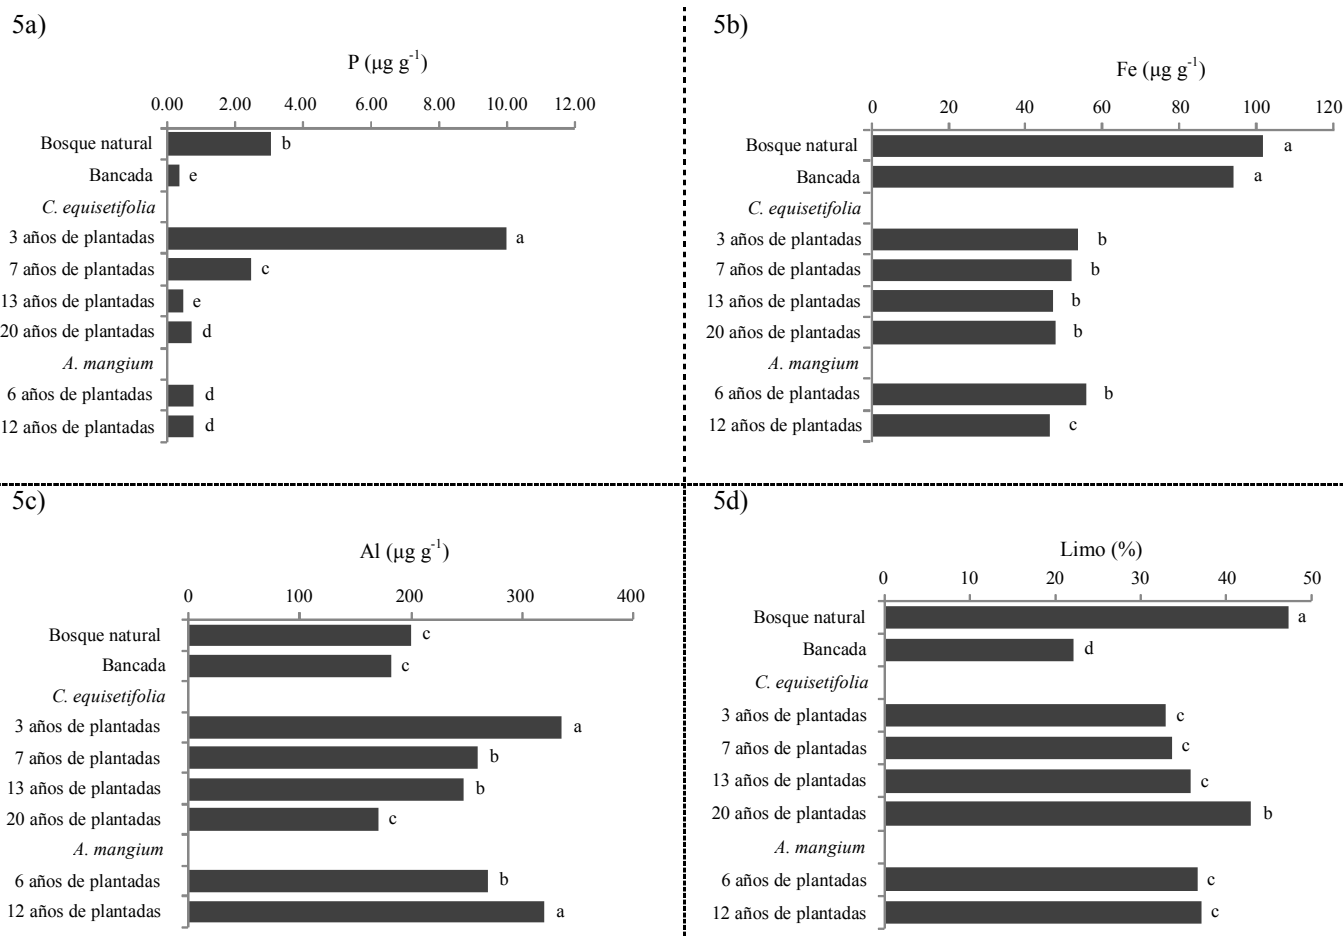 5a)
P (μg g-1)
0.00 2.00 4.00 6.00 8.00 10.00 12.00
Bosque natural b
Bancada e
C. equisetifolia
3 años de plantadas a
7 años de plantadas c
13 años de plantadas e
20 años de plantadas d
A. mangium
6 años de plantadas d
12 años de plantadas d
5b)
Fe (μg g-1)
0 20 40 60 80 100 120
Bosque natural a
Bancada a
C. equisetifolia
3 años de plantadas b
7 años de plantadas b
13 años de plantadas b
20 años de plantadas b
A. mangium
6 años de plantadas b
12 años de plantadas c
5c)
Al (μg g-1)
0 100 200 300 400
Bosque natural c
Bancada c
C. equisetifolia
3 años de plantadas a
7 años de plantadas b
13 años de plantadas b
20 años de plantadas c
A. mangium
6 años de plantadas b
12 años de plantadas a
5d)
Limo (%)
0 10 20 30 40 50
Bosque natural a
Bancada d
C. equisetifolia
3 años de plantadas c
7 años de plantadas c
13 años de plantadas c
20 años de plantadas b
A. mangium
6 años de plantadas c
12 años de plantadas c